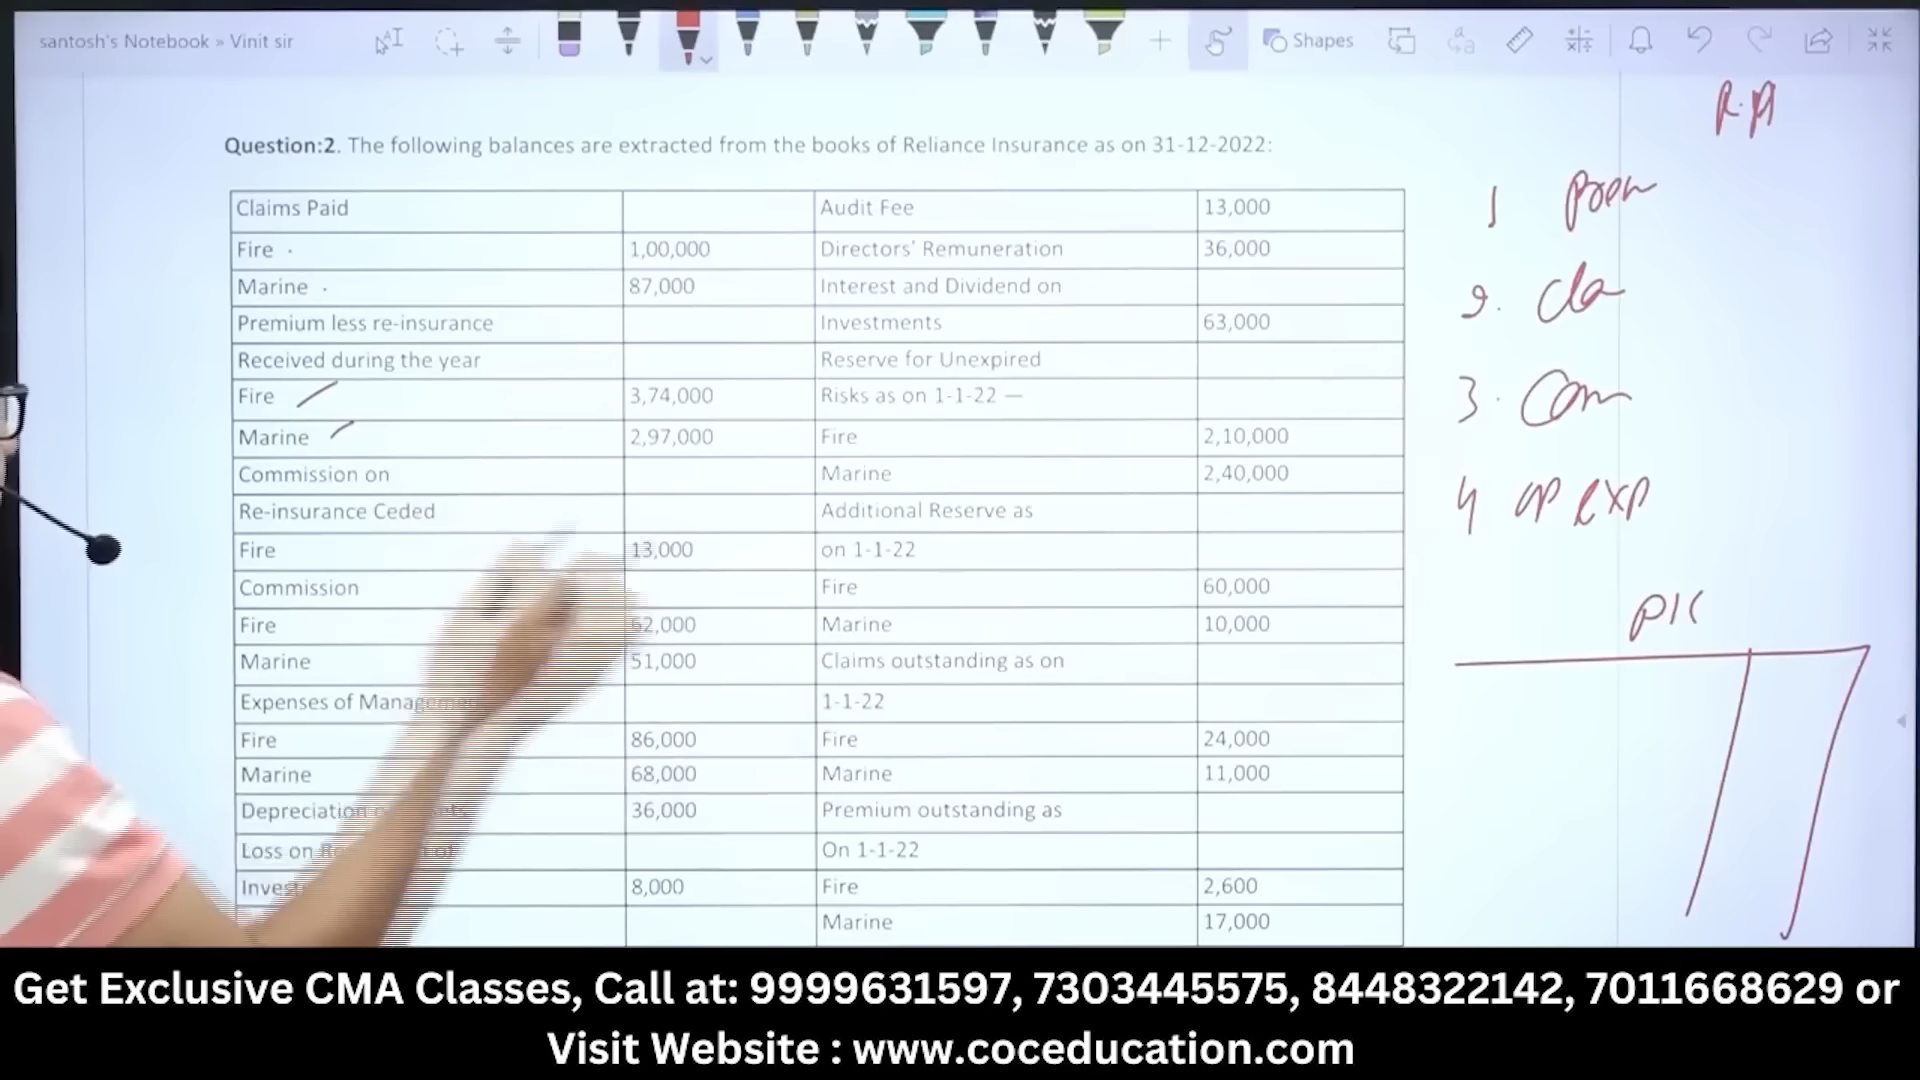 santosh's Notebook » Vinit sir
Shapes
Question:2. The following balances are extracted from the books of Reliance Insurance as on 31-12-2022:
Claims Paid Audit Fee 13,000
Fire 1,00,000 Directors' Remuneration 36,000
Marine 87,000 Interest and Dividend on
Premium less re-insurance Investments 63,000
Received during the year Reserve for Unexpired
Fire 3,74,000 Risks as on 1-1-22 —
Marine 2,97,000 Fire 2,10,000
Commission on Marine 2,40,000
Re-insurance Ceded Additional Reserve as
Fire 13,000 on 1-1-22
Commission Fire 60,000
Fire 62,000 Marine 10,000
Marine 51,000 Claims outstanding as on
Expenses of 1-1-22
Fire 86,000 Fire 24,000
Marine 68,000 Marine 11,000
Depreciation 36,000 Premium outstanding as
Loss on On 1-1-22
8,000 Fire 2,600
Marine 17,000
R.A
1 Prem
2. Cla
3. Com
4 OP EXP
Get Exclusive CMA Classes, Call at: 9999631597, 7303445575, 8448322142, 7011668629 or
Visit Website : www.coceducation.com